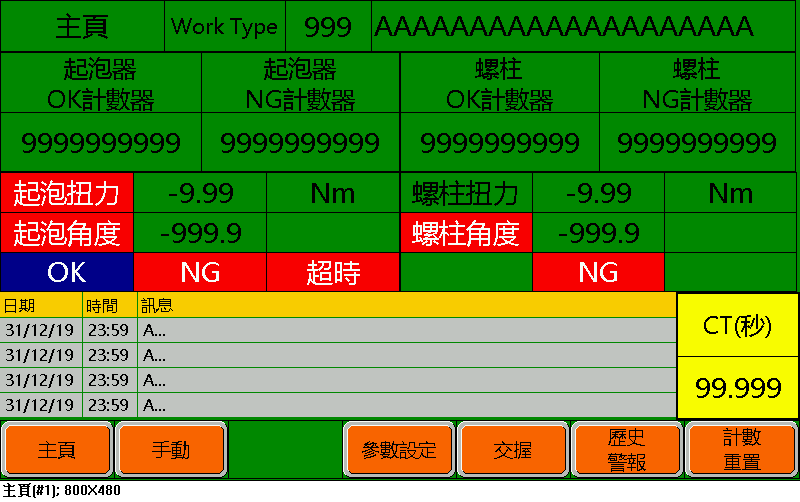 主頁 Work Type 999 AAAAAAAAAAAAAAAAAAAA
起泡器 起泡器 螺柱 螺柱
OK計數器 NG計數器 OK計數器 NG計數器
9999999999 9999999999 9999999999 9999999999
起泡扭力 -9.99 Nm 螺柱扭力 -9.99 Nm
起泡角度 -999.9 螺柱角度 -999.9
OK NG 超時 NG
日期 時間 訊息
31/12/19 23:59 A...
31/12/19 23:59 A...
31/12/19 23:59 A...
31/12/19 23:59 A...
CT(秒)
99.999
主頁 手動 參數設定 交握 歷史 計數
警報 重置
主頁(#1); 800X480